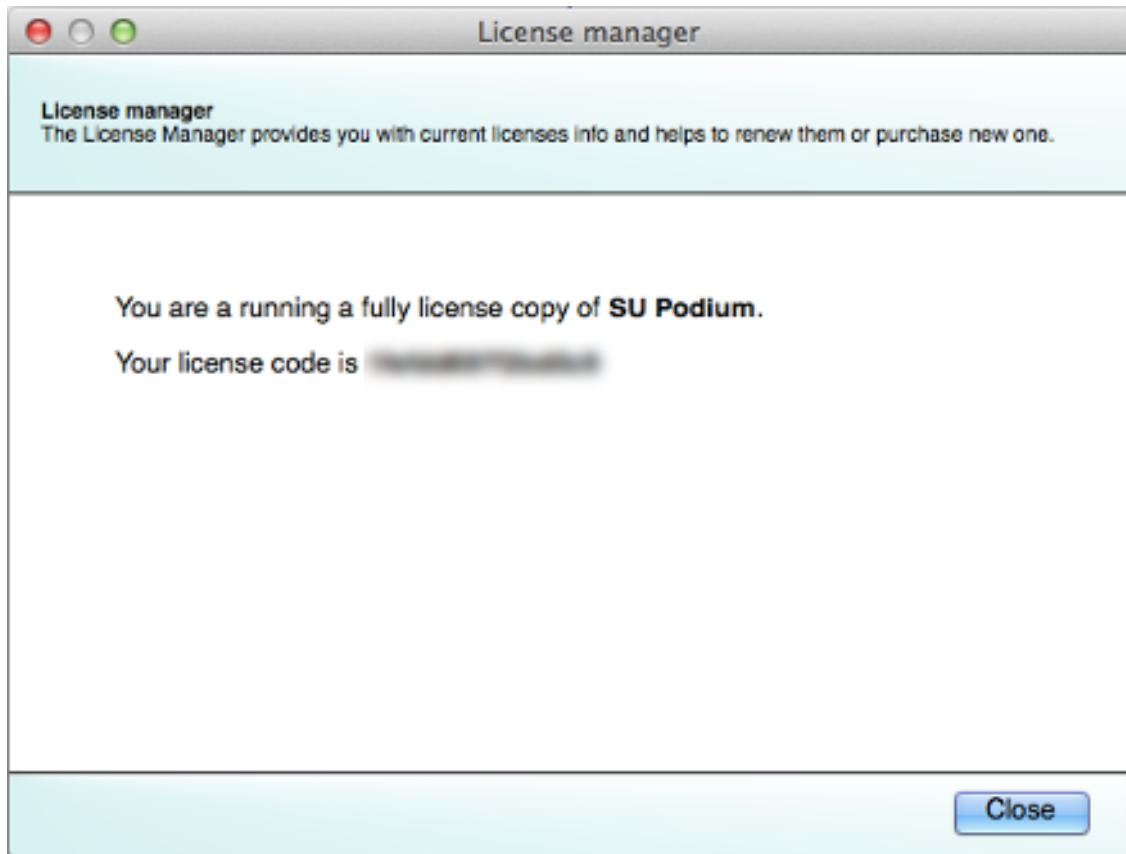 License manager
License manager
The License Manager provides you with current licenses info and helps to renew them or purchase new one.
You are a running a fully license copy of SU Podium.
Your license code is
Close